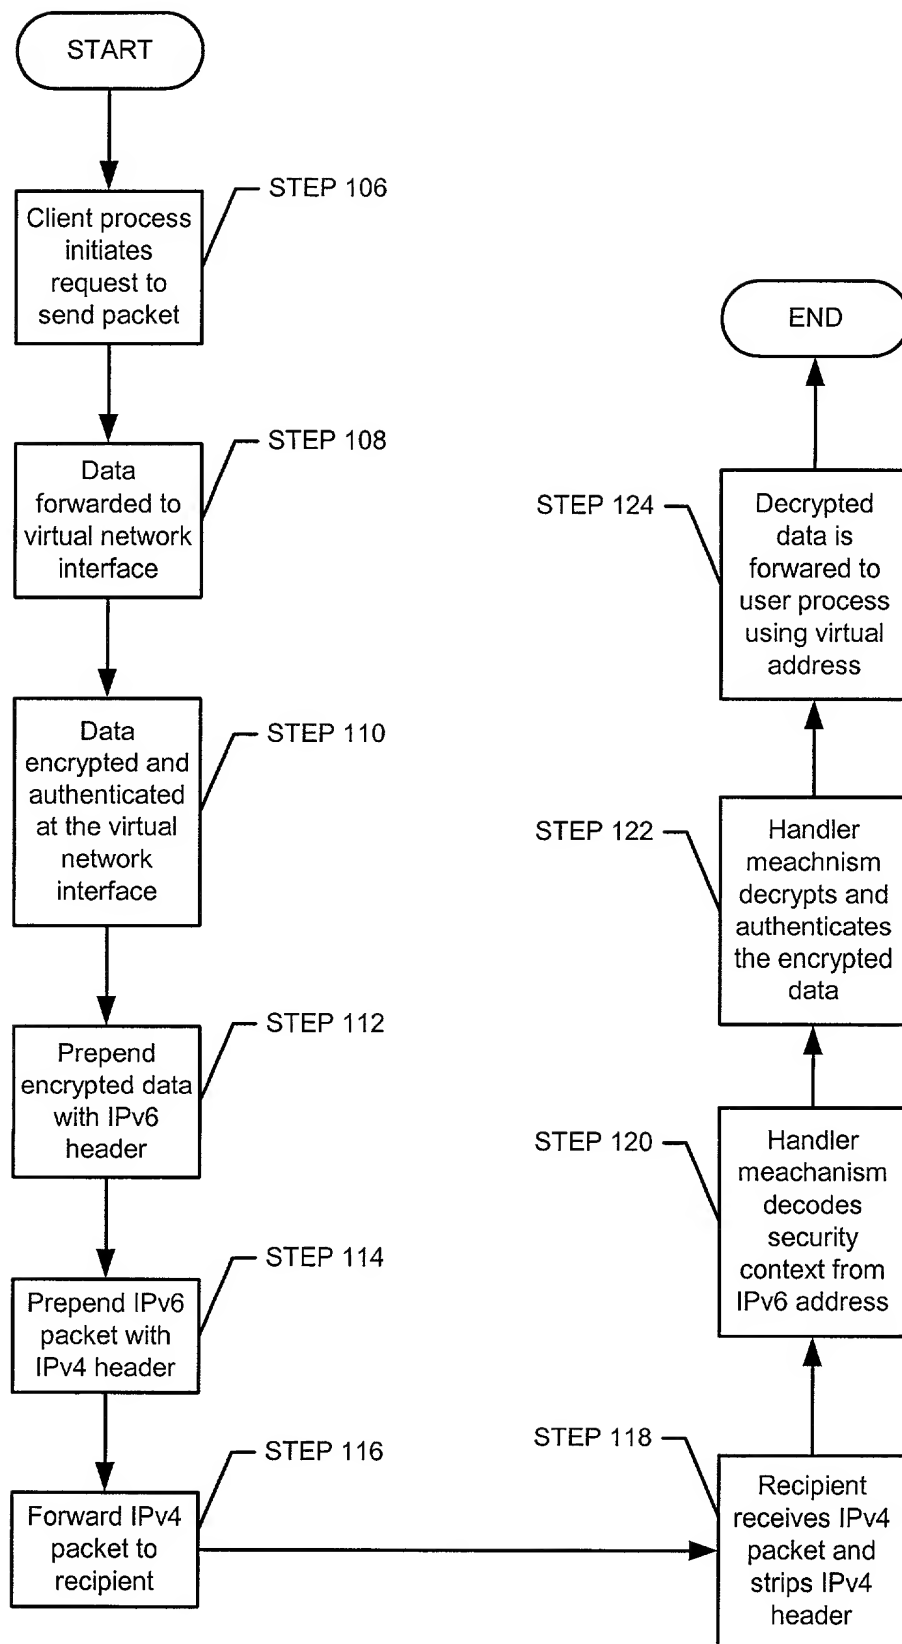 START
STEP 106
Client process
initiates
request to
send packet
STEP 108
Data
forwarded to
virtual network
interface
STEP 110
Data
encrypted and
authenticated
at the virtual
network
interface
STEP 112
Prepend
encrypted data
with IPv6
header
STEP 114
Prepend IPv6
packet with
IPv4 header
STEP 116
Forward IPv4
packet to
recipient
STEP 118
Recipient
receives IPv4
packet and
strips IPv4
header
STEP 120
Handler
meachanism
decodes
security
context from
IPv6 address
STEP 122
Handler
meachnism
decrypts and
authenticates
the encrypted
data
STEP 124
Decrypted
data is
forwared to
user process
using virtual
address
END